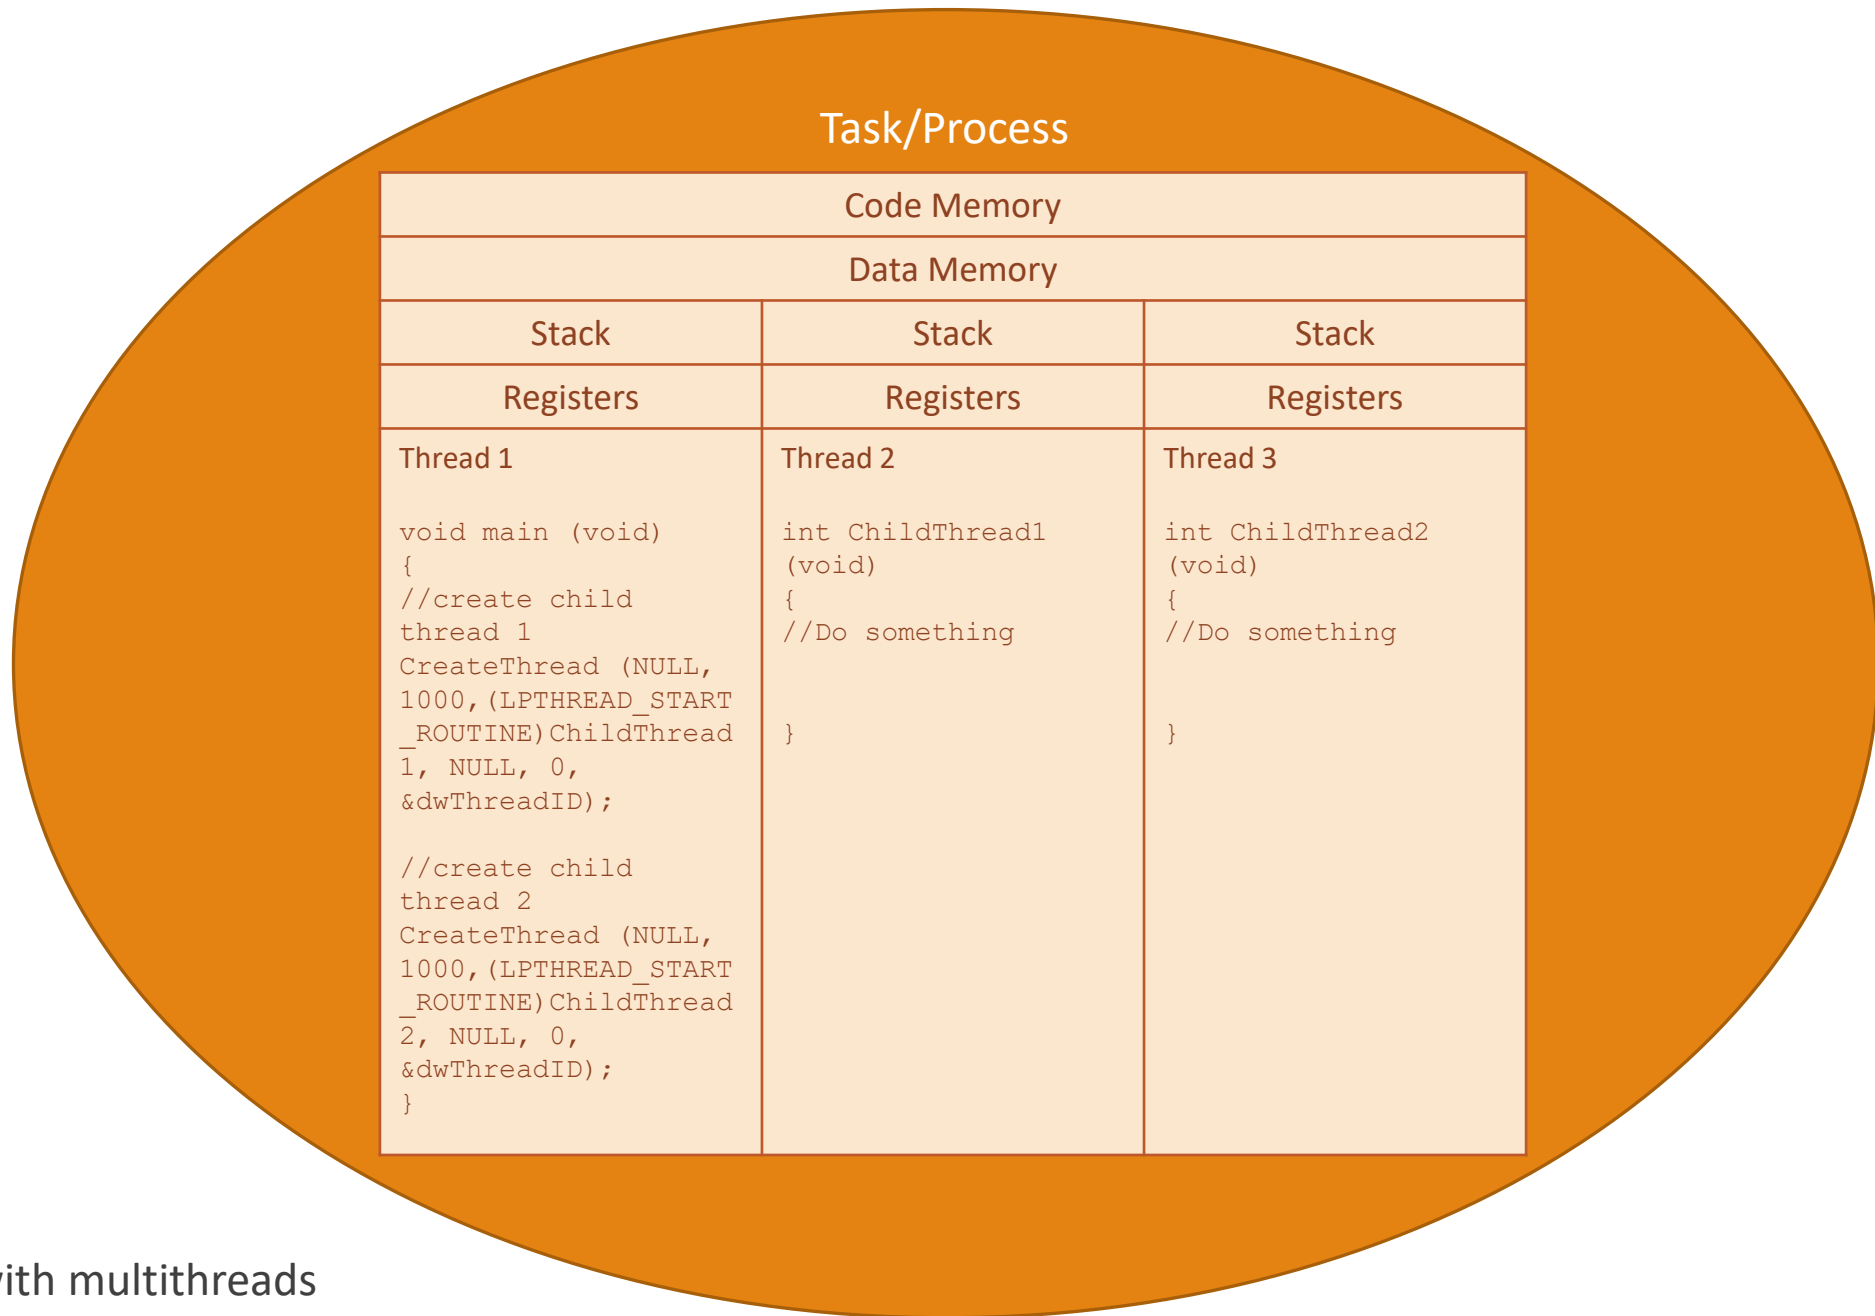 Task/Process
Code Memory
Data Memory
Stack
Stack
Stack
Registers
Registers
Registers
Thread 1
void main (void)
{
//create child
thread 1
CreateThread (NULL,
1000,(LPTHREAD_START
_ROUTINE)ChildThread
1, NULL, 0,
&dwThreadID);
//create child
thread 2
CreateThread (NULL,
1000,(LPTHREAD_START
_ROUTINE)ChildThread
2, NULL, 0,
&dwThreadID);
}
Thread 2
int ChildThread1
(void)
{
//Do something
}
Thread 3
int ChildThread2
(void)
{
//Do something
}
multithreads